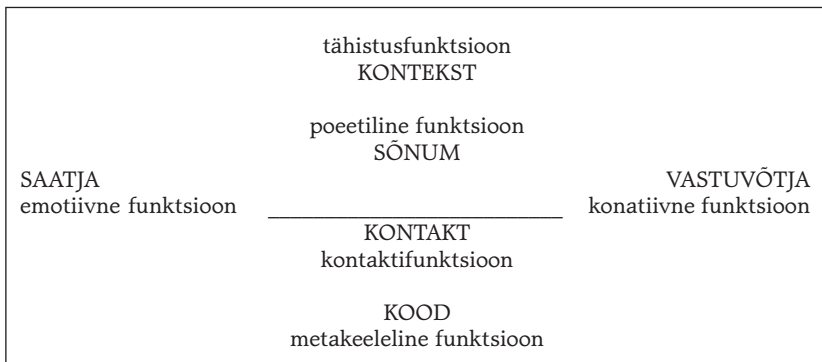 tähistusfunktsioon
KONTEKST
poeetiline funktsioon
SÕNUM
SAATJA VASTUVÕTJA
emotiivne funktsioon konatiivne funktsioon
KONTAKT
kontaktifunktsioon
KOOD
metakeeleline funktsioon